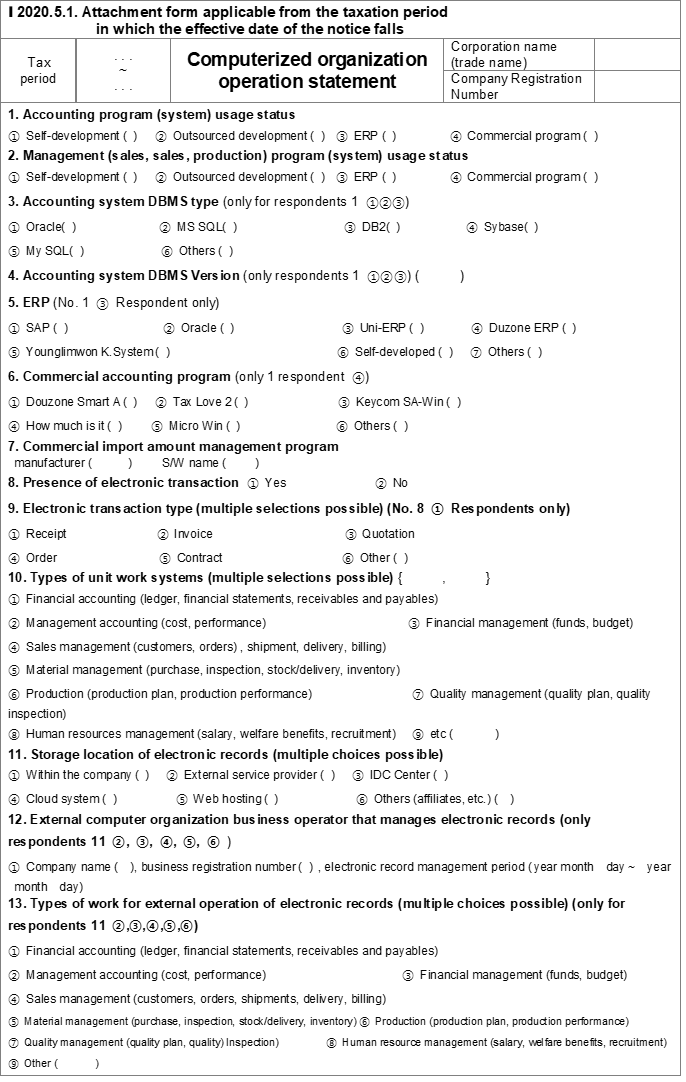 I 2020.5.1. Attachment form applicable from the taxation period
in which the effective date of the notice falls
Tax period
. . .
~
. . .
Computerized organization
operation statement
Corporation name
(trade name)
Company Registration
Number
1. Accounting program (system) usage status
① Self-development ( ) ② Outsourced development ( ) ③ ERP ( ) ④ Commercial program ( )
2. Management (sales, sales, production) program (system) usage status
① Self-development ( ) ② Outsourced development ( ) ③ ERP ( ) ④ Commercial program ( )
3. Accounting system DBMS type (only for respondents 1 ①②③)
① Oracle( ) ② MS SQL( ) ③ DB2( ) ④ Sybase( )
⑤ My SQL( ) ⑥ Others ( )
4. Accounting system DBMS Version (only respondents 1 ①②③) ( )
5. ERP (No. 1 ③ Respondent only)
① SAP ( ) ② Oracle ( ) ③ Uni-ERP ( ) ④ Duzone ERP ( )
⑤ Younglimwon K.System ( ) ⑥ Self-developed ( ) ⑦ Others ( )
6. Commercial accounting program (only 1 respondent ④)
① Douzone Smart A ( ) ② Tax Love 2 ( ) ③ Keycom SA-Win ( )
④ How much is it ( ) ⑤ Micro Win ( ) ⑥ Others ( )
7. Commercial import amount management program
manufacturer ( ) S/W name ( )
8. Presence of electronic transaction ① Yes ② No
9. Electronic transaction type (multiple selections possible) (No. 8 ① Respondents only)
① Receipt ② Invoice ③ Quotation
④ Order ⑤ Contract ⑥ Other ( )
10. Types of unit work systems (multiple selections possible) { , }
① Financial accounting (ledger, financial statements, receivables and payables)
② Management accounting (cost, performance) ③ Financial management (funds, budget)
④ Sales management (customers, orders) , shipment, delivery, billing)
⑤ Material management (purchase, inspection, stock/delivery, inventory)
⑥ Production (production plan, production performance) ⑦ Quality management (quality plan, quality
inspection)
⑧ Human resources management (salary, welfare benefits, recruitment) ⑨ etc ( )
11. Storage location of electronic records (multiple choices possible)
① Within the company ( ) ② External service provider ( ) ③ IDC Center ( )
④ Cloud system ( ) ⑤ Web hosting ( ) ⑥ Others (affiliates, etc.) ( )
12. External computer organization business operator that manages electronic records (only
respondents 11 ②, ③, ④, ⑤, ⑥ )
① Company name ( ), business registration number ( ) , electronic record management period ( year month day ~ year
month day)
13. Types of work for external operation of electronic records (multiple choices possible) (only for
respondents 11 ②,③,④,⑤,⑥)
① Financial accounting (ledger, financial statements, receivables and payables)
② Management accounting (cost, performance) ③ Financial management (funds, budget)
④ Sales management (customers, orders, shipments, delivery, billing)
⑤ Material management (purchase, inspection, stock/delivery, inventory) ⑥ Production (production plan, production performance)
⑦ Quality management (quality plan, quality) Inspection) ⑧ Human resource management (salary, welfare benefits, recruitment)
⑨ Other ( )